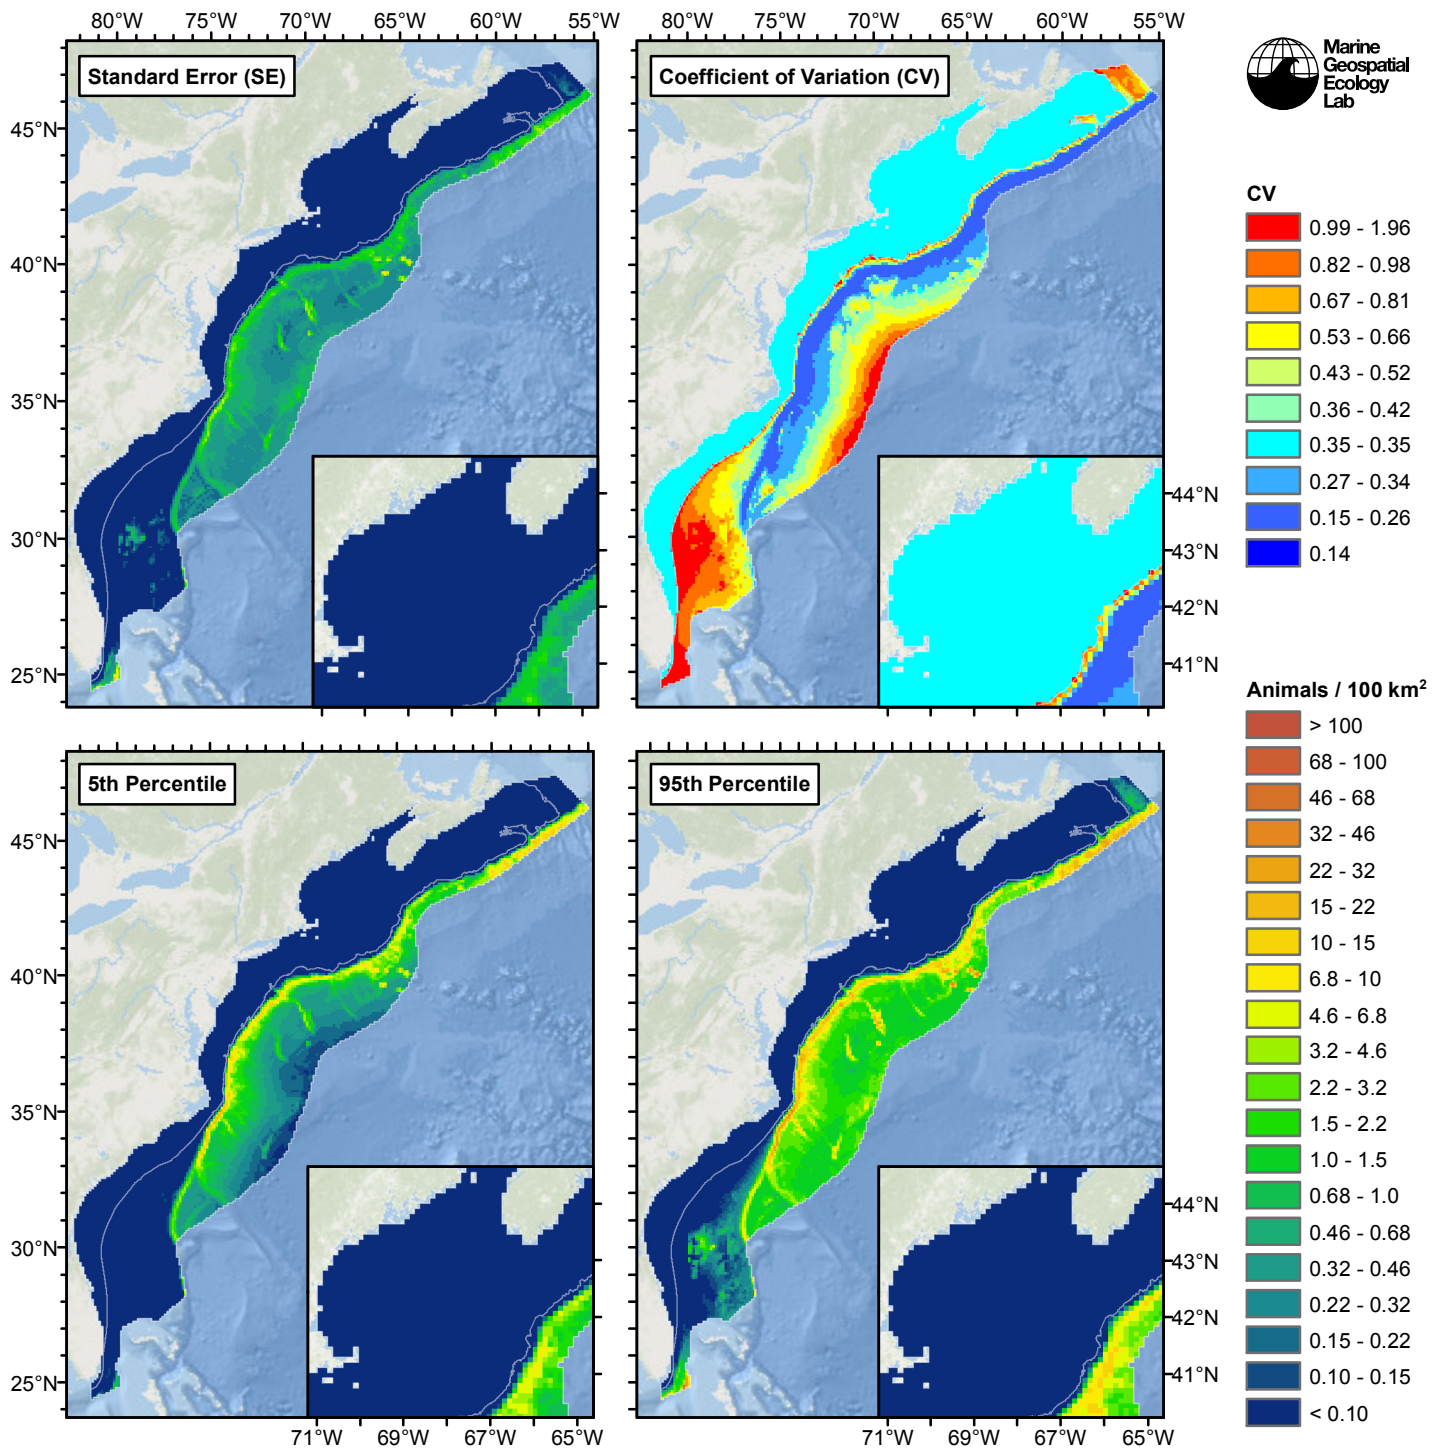 80°W 75°W 70°W 65°W 60°W 55°W
80°W 75°W 70°W 65°W 60°W 55°W
Standard Error (SE)
Coefficient of Variation (CV)
Marine
Geospatial
Ecology
Lab
45°N
40°N
35°N
30°N
25°N
44°N
43°N
42°N
41°N
CV
0.99 - 1.96
0.82 - 0.98
0.67 - 0.81
0.53 - 0.66
0.43 - 0.52
0.36 - 0.42
0.35 - 0.35
0.27 - 0.34
0.15 - 0.26
0.14
5th Percentile
95th Percentile
45°N
40°N
35°N
30°N
25°N
44°N
43°N
42°N
41°N
71°W 69°W 67°W 65°W
71°W 69°W 67°W 65°W
Animals / 100 km²
> 100
68 - 100
46 - 68
32 - 46
22 - 32
15 - 22
10 - 15
6.8 - 10
4.6 - 6.8
3.2 - 4.6
2.2 - 3.2
1.5 - 2.2
1.0 - 1.5
0.68 - 1.0
0.46 - 0.68
0.32 - 0.46
0.22 - 0.32
0.15 - 0.22
0.10 - 0.15
< 0.10